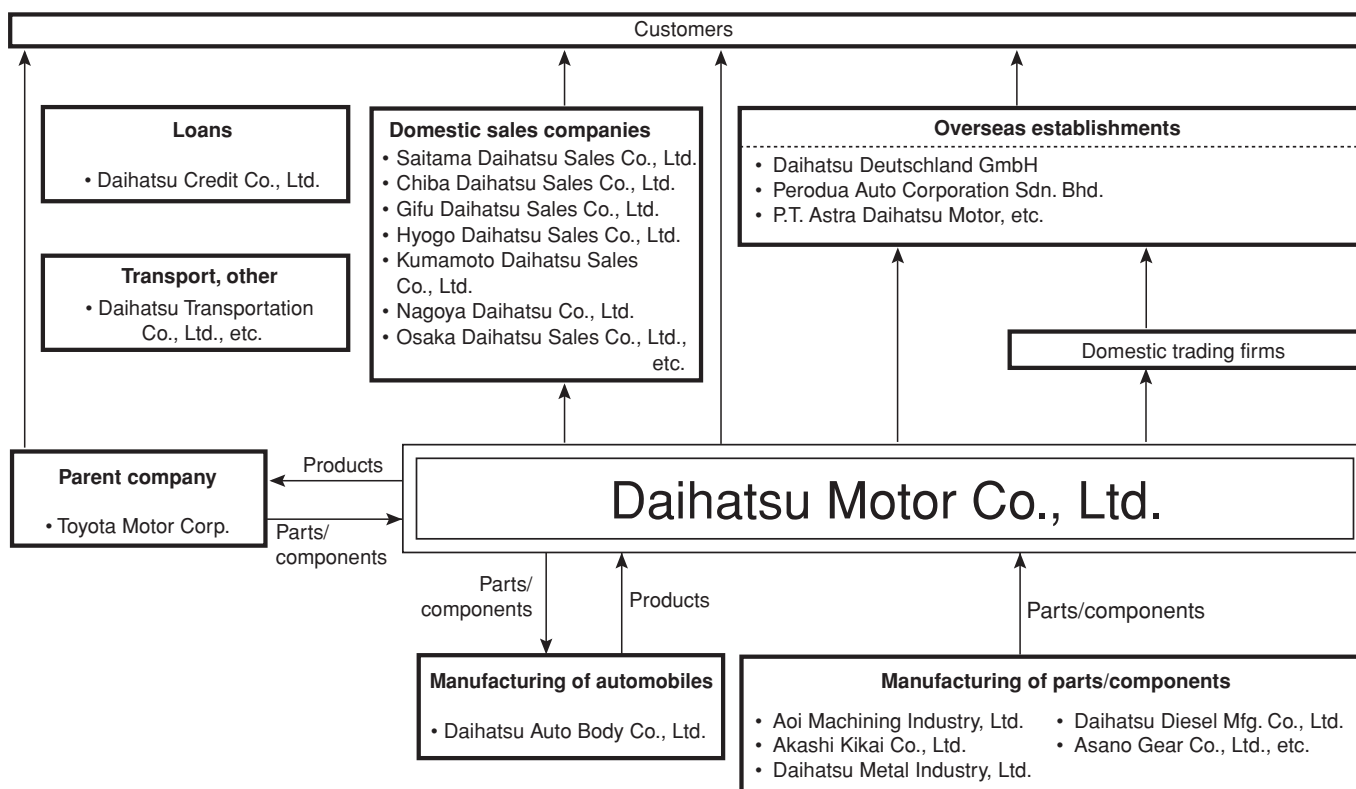 Customers
Loans
• Daihatsu Credit Co., Ltd.
Transport, other
• Daihatsu Transportation
Co., Ltd., etc.
Domestic sales companies
• Saitama Daihatsu Sales Co., Ltd.
• Chiba Daihatsu Sales Co., Ltd.
• Gifu Daihatsu Sales Co., Ltd.
• Hyogo Daihatsu Sales Co., Ltd.
• Kumamoto Daihatsu Sales
Co., Ltd.
• Nagoya Daihatsu Co., Ltd.
• Osaka Daihatsu Sales Co., Ltd.,
etc.
Overseas establishments
• Daihatsu Deutschland GmbH
• Perodua Auto Corporation Sdn. Bhd.
• P.T. Astra Daihatsu Motor, etc.
Domestic trading firms
Parent company
• Toyota Motor Corp.
Products
Parts/
components
Daihatsu Motor Co., Ltd.
Parts/
components
Products
Parts/components
Manufacturing of automobiles
• Daihatsu Auto Body Co., Ltd.
Manufacturing of parts/components
• Aoi Machining Industry, Ltd.
• Akashi Kikai Co., Ltd.
• Daihatsu Metal Industry, Ltd.
• Daihatsu Diesel Mfg. Co., Ltd.
• Asano Gear Co., Ltd., etc.